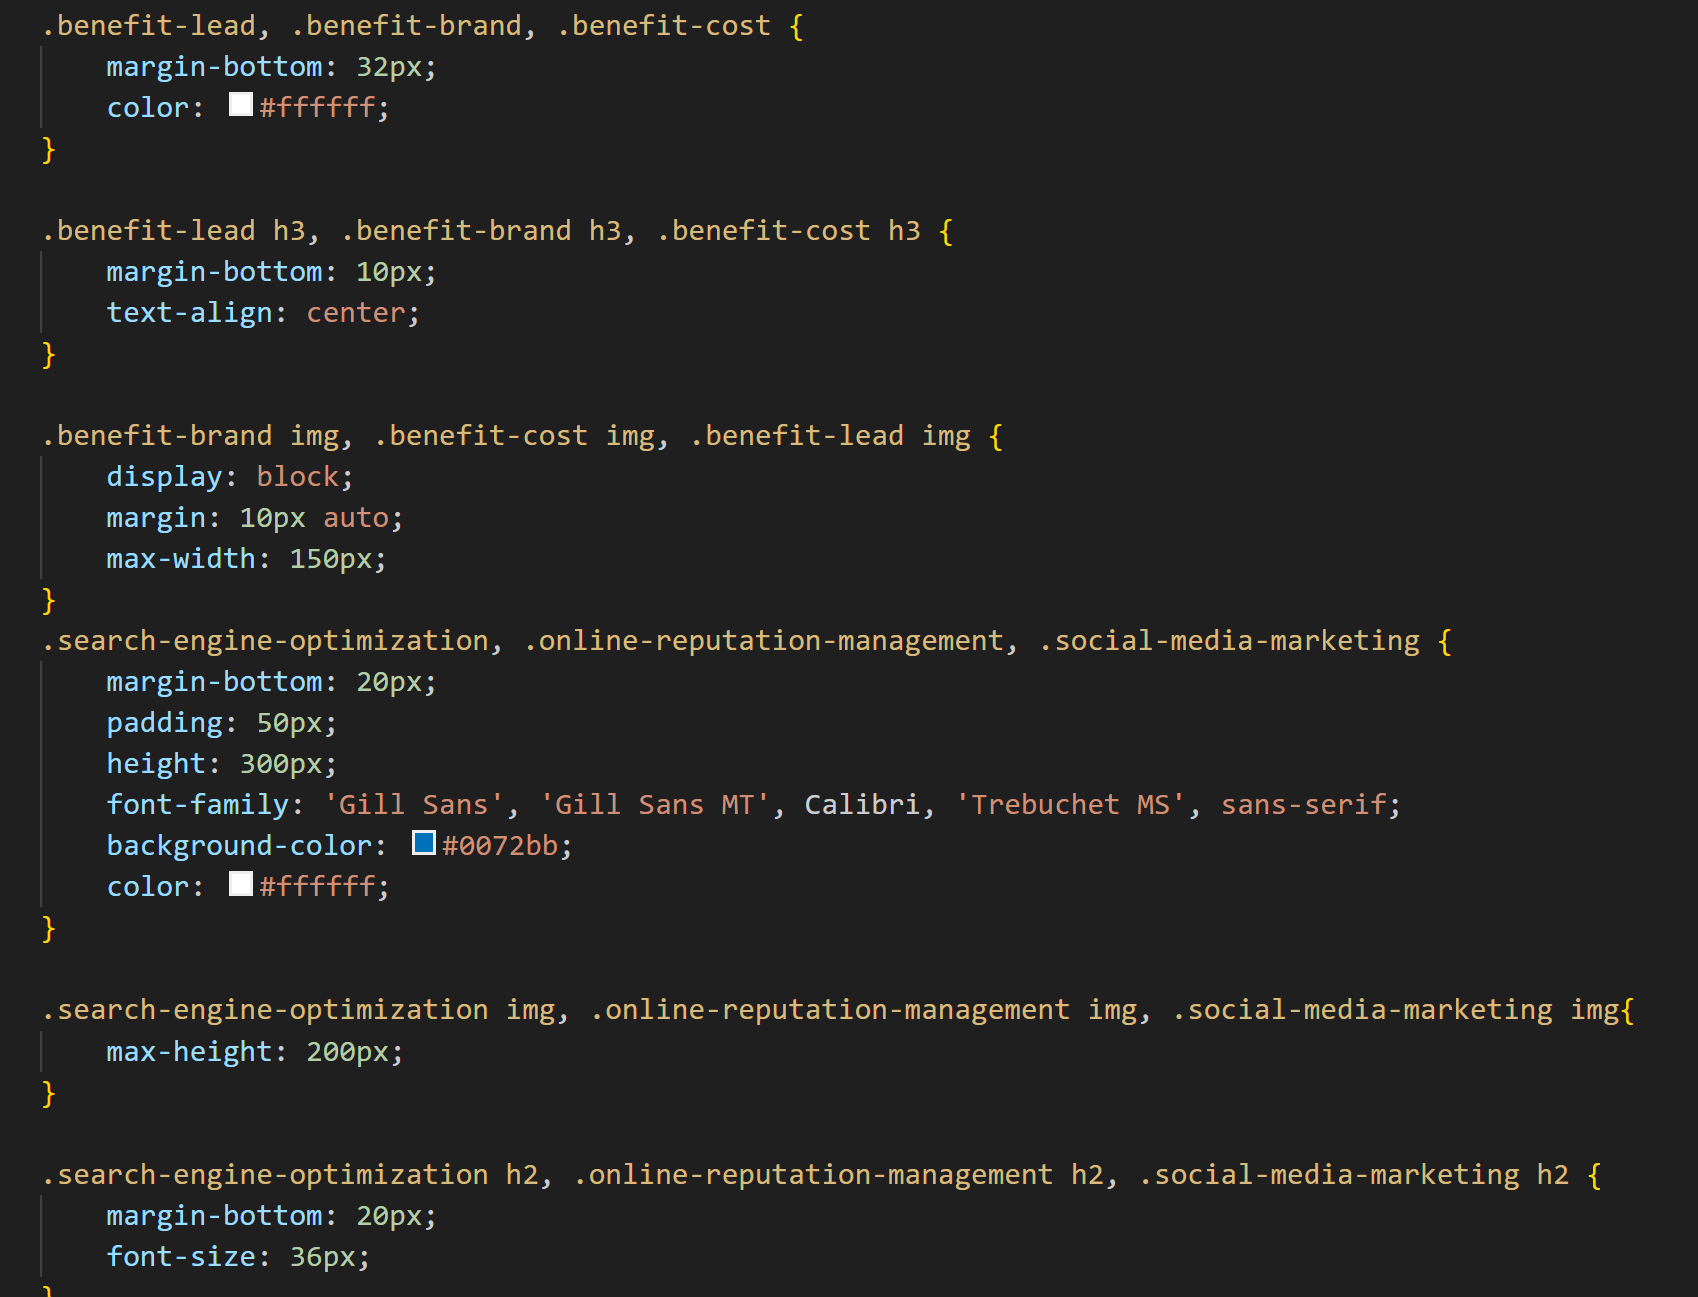 .benefit-lead, .benefit-brand, .benefit-cost {
    margin-bottom: 32px;
    color: #ffffff;
}

.benefit-lead h3, .benefit-brand h3, .benefit-cost h3 {
    margin-bottom: 10px;
    text-align: center;
}

.benefit-brand img, .benefit-cost img, .benefit-lead img {
    display: block;
    margin: 10px auto;
    max-width: 150px;
}
.search-engine-optimization, .online-reputation-management, .social-media-marketing {
    margin-bottom: 20px;
    padding: 50px;
    height: 300px;
    font-family: 'Gill Sans', 'Gill Sans MT', Calibri, 'Trebuchet MS', sans-serif;
    background-color: #0072bb;
    color: #ffffff;
}

.search-engine-optimization img, .online-reputation-management img, .social-media-marketing img{
    max-height: 200px;
}

.search-engine-optimization h2, .online-reputation-management h2, .social-media-marketing h2 {
    margin-bottom: 20px;
    font-size: 36px;
}